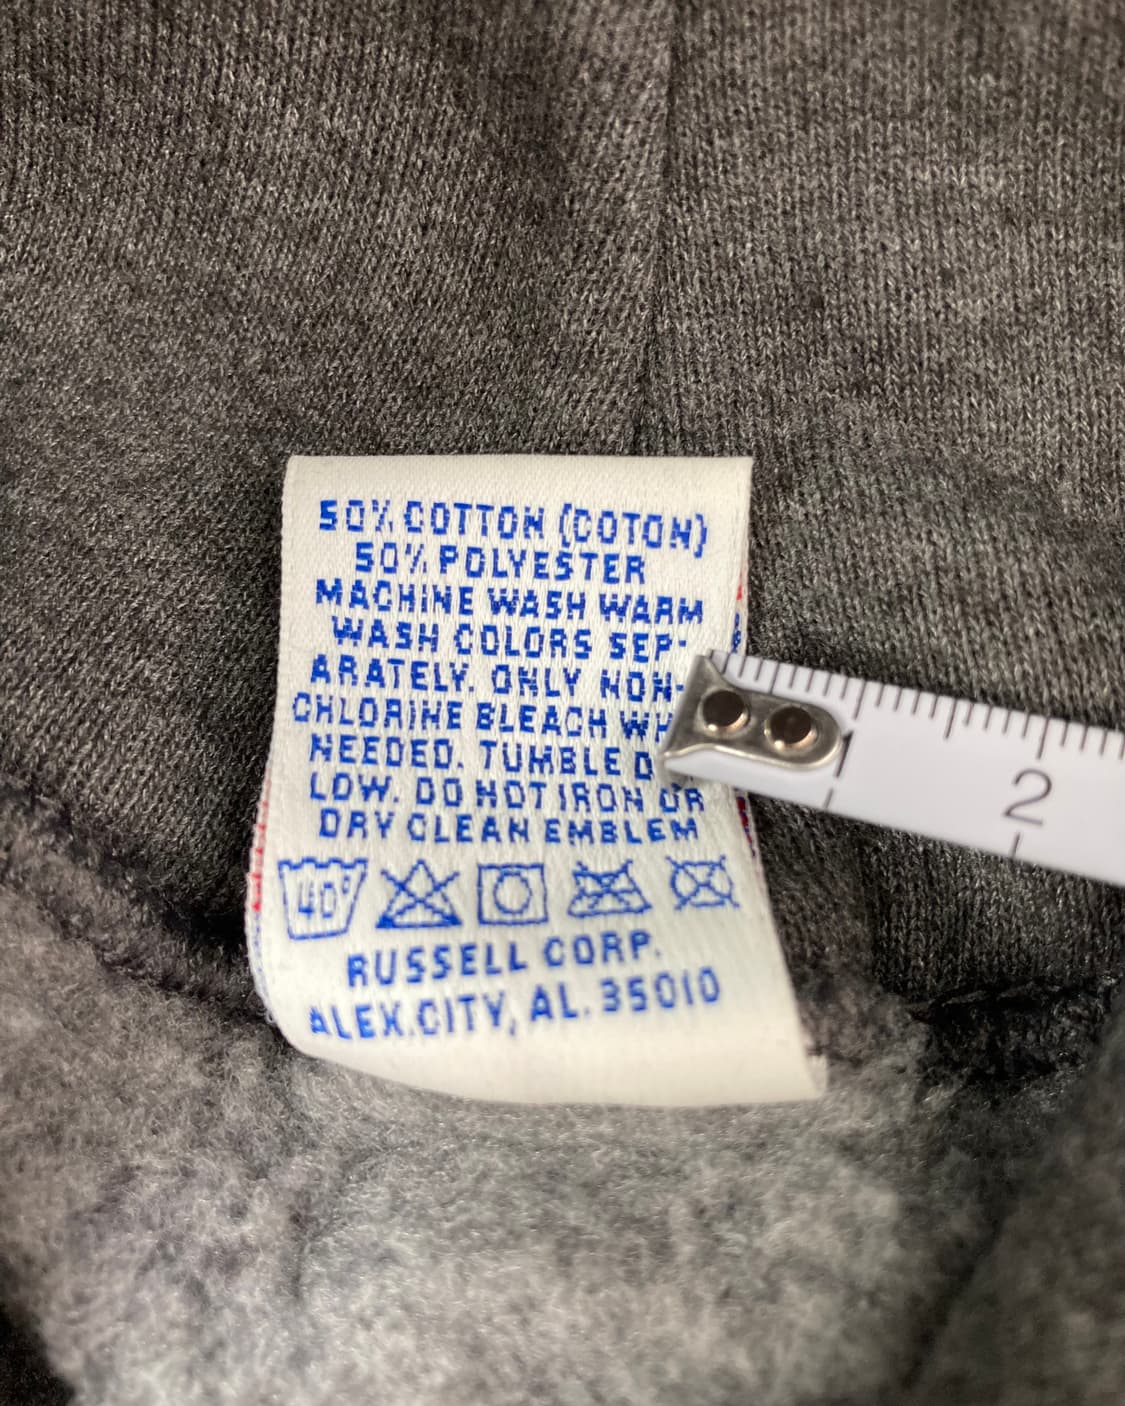 50% COTTON (COTON)
50% POLYESTER
MACHINE WASH WARM
WASH COLORS SEP-
ARATELY. ONLY NON-
CHLORINE BLEACH
NEEDED. TUMBLE
LOW. DO NOT IRON OR
DRY CLEAN EMBLEM
40°
RUSSELL CORP.
ALEX.CITY, AL. 35010
1
2